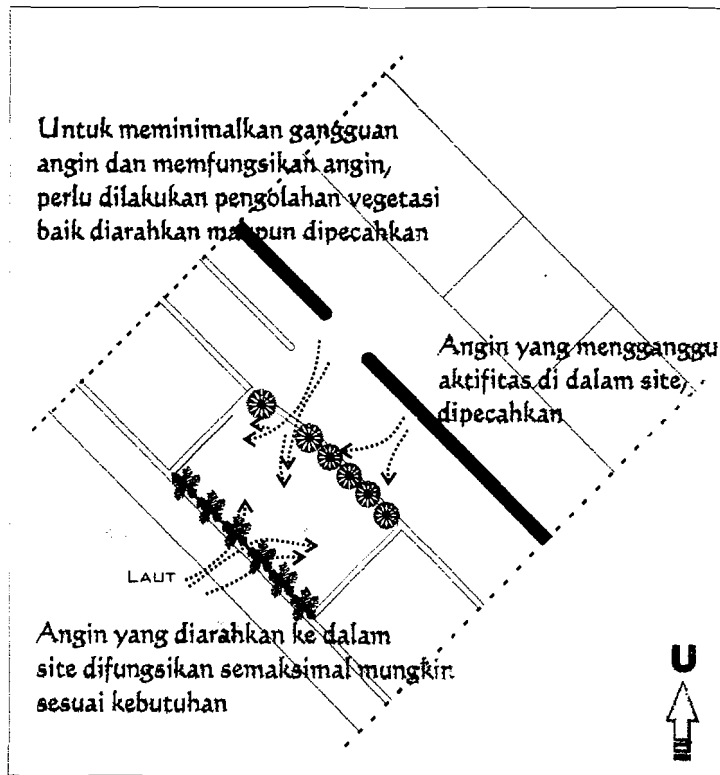 Untuk meminimalkan gangguan
angin dan memfungsikan angin,
perlu dilakukan pengolahan vegetasi
baik diarahkan maupun dipecahkan
Angin yang mengganggu
aktifitas di dalam site,
dipecahkan
LAUT
Angin yang diarahkan ke dalam
site difungsikan semaksimal mungkin
sesuai kebutuhan
U